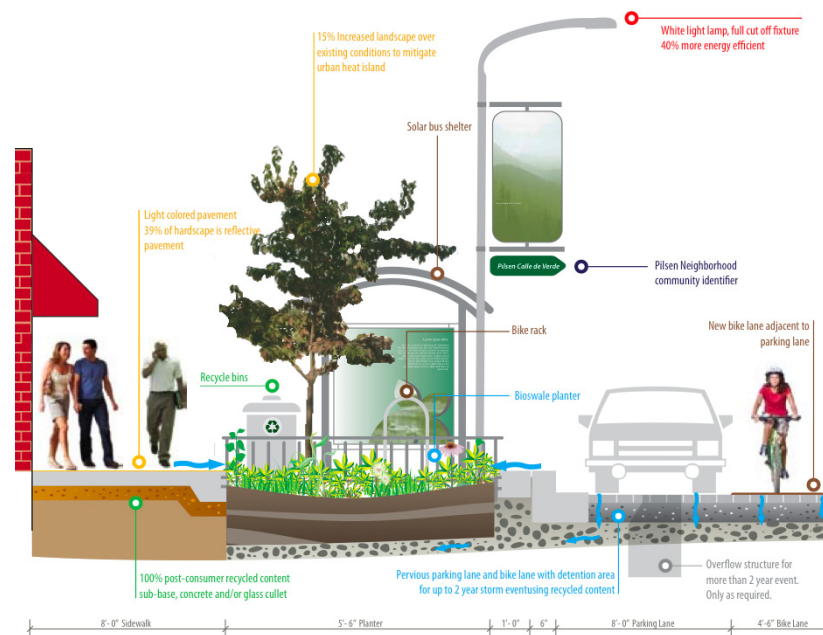 15% Increased landscape over
existing conditions to mitigate
urban heat island
White light lamp, full cut off fixture
40% more energy efficient
Solar bus shelter
Light colored pavement
39% of hardscape is reflective
pavement
Pilsen Calle de Verde
Pilsen Neighborhood
community identifier
Bike rack
New bike lane adjacent to
parking lane
Recycle bins
Bioswale planter
100% post-consumer recycled content
sub-base, concrete and/or glass cullet
Pervious parking lane and bike lane with detention area
for up to 2 year storm eventusing recycled content
Overflow structure for
more than 2 year event.
Only as required.
8'- 0" Sidewalk
5'- 6" Planter
1'- 0"
6"
8'- 0" Parking Lane
4'-6" Bike Lane